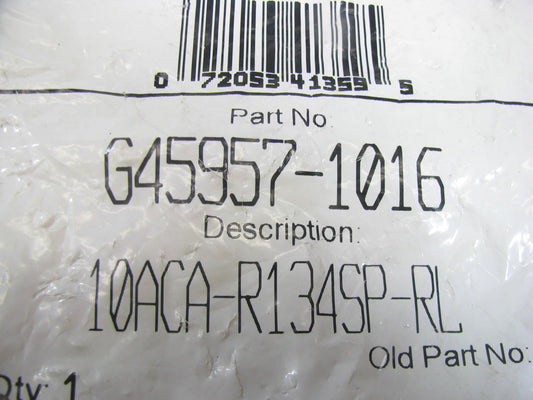 0 72053 41359 5
Part No
G45957-1016
Description:
10ACA-R134SP-RL
Old Part No:
Qty: 1